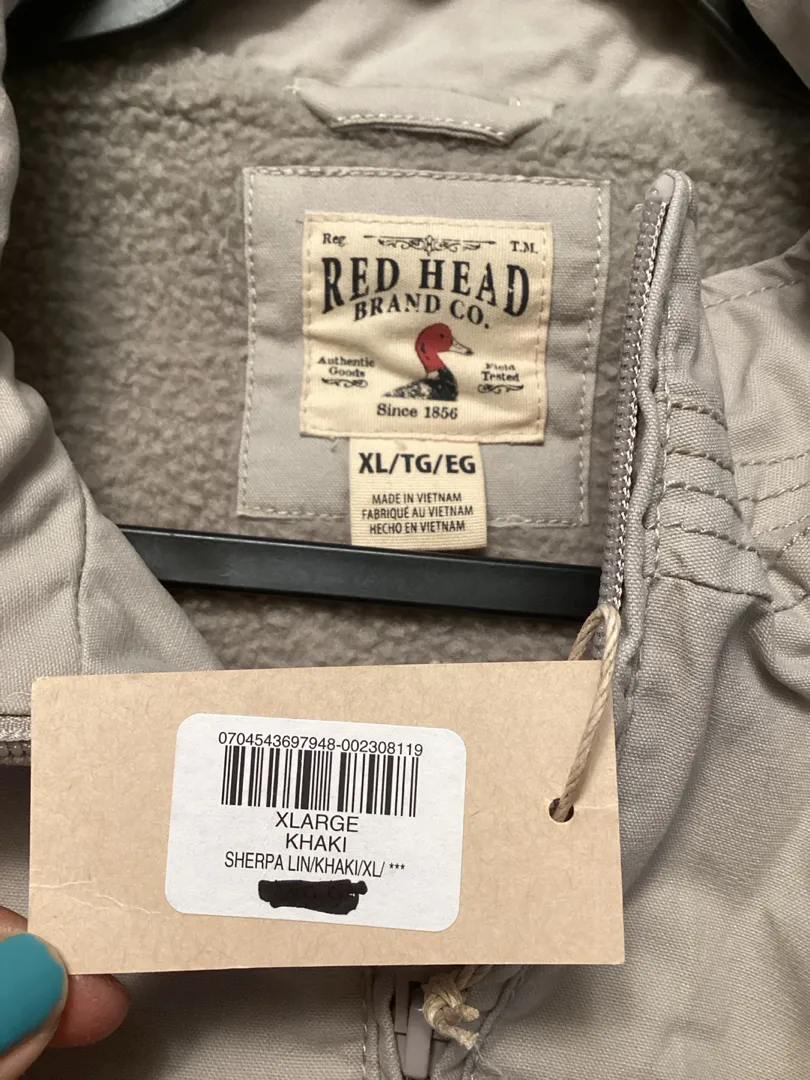 Reg. T.M.
RED HEAD
BRAND CO.
Authentic
Goods
Field
Tested
Since 1856
XL/TG/EG
MADE IN VIETNAM
FABRIQUÉ AU VIETNAM
HECHO EN VIETNAM
0704543697948-002308119
XLARGE
KHAKI
SHERPA LIN/KHAKI/XL/ ***